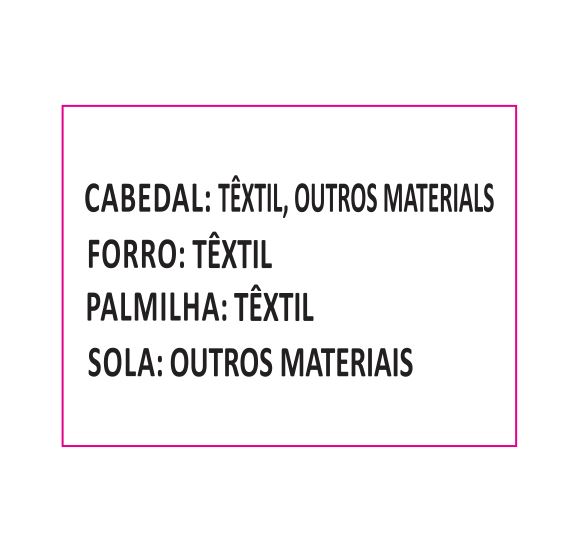 CABEDAL: TÊXTIL, OUTROS MATERIALS
FORRO: TÊXTIL
PALMILHA: TÊXTIL
SOLA: OUTROS MATERIAIS